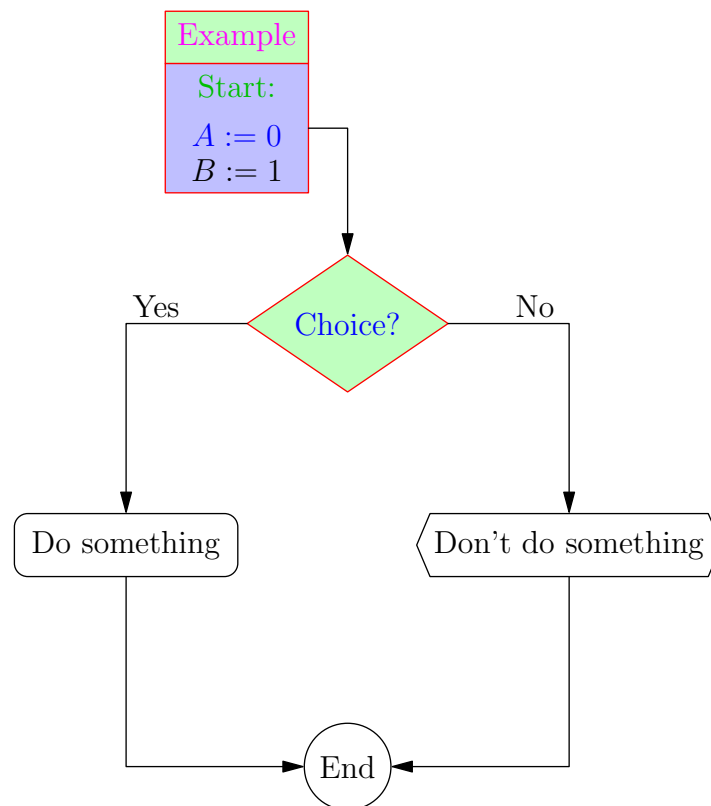 Example
Start:
A := 0
B := 1
Choice?
Yes
No
Do something
Don't do something
End